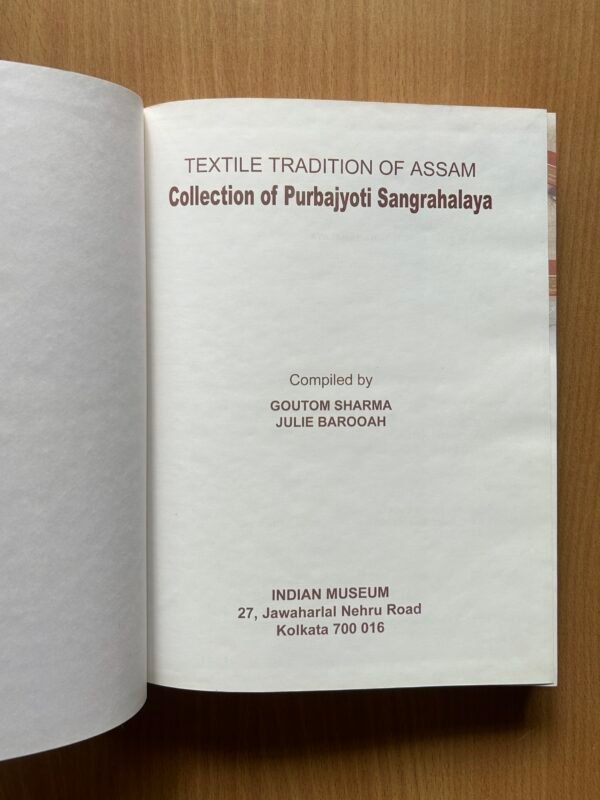 TEXTILE TRADITION OF ASSAM
Collection of Purbajyoti Sangrahalaya
Compiled by
GOUTOM SHARMA
JULIE BAROOAH
INDIAN MUSEUM
27, Jawaharlal Nehru Road
Kolkata 700 016